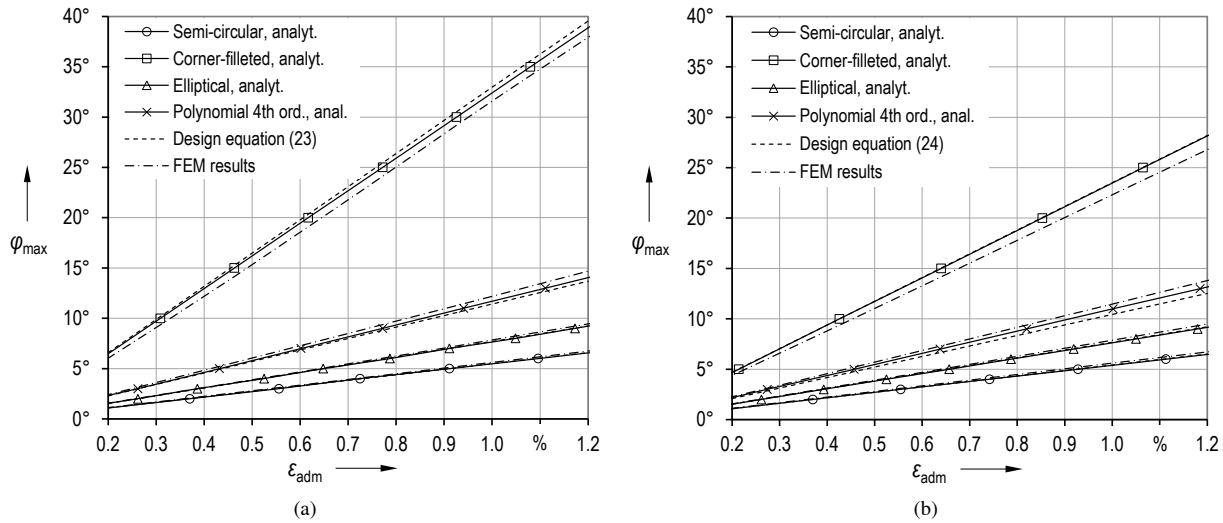 40°
35°
30°
25°
20°
15°
10°
5°
0°
φmax
Semi-circular, analyt.
Corner-filleted, analyt.
Elliptical, analyt.
Polynomial 4th ord., anal.
Design equation (23)
FEM results
0.2 0.3 0.4 0.5 0.6 0.7 0.8 0.9 1.0 % 1.2
εadm
(a)
40°
35°
30°
25°
20°
15°
10°
5°
0°
φmax
Semi-circular, analyt.
Corner-filleted, analyt.
Elliptical, analyt.
Polynomial 4th ord., anal.
Design equation (24)
FEM results
0.2 0.3 0.4 0.5 0.6 0.7 0.8 0.9 1.0 % 1.2
εadm
(b)